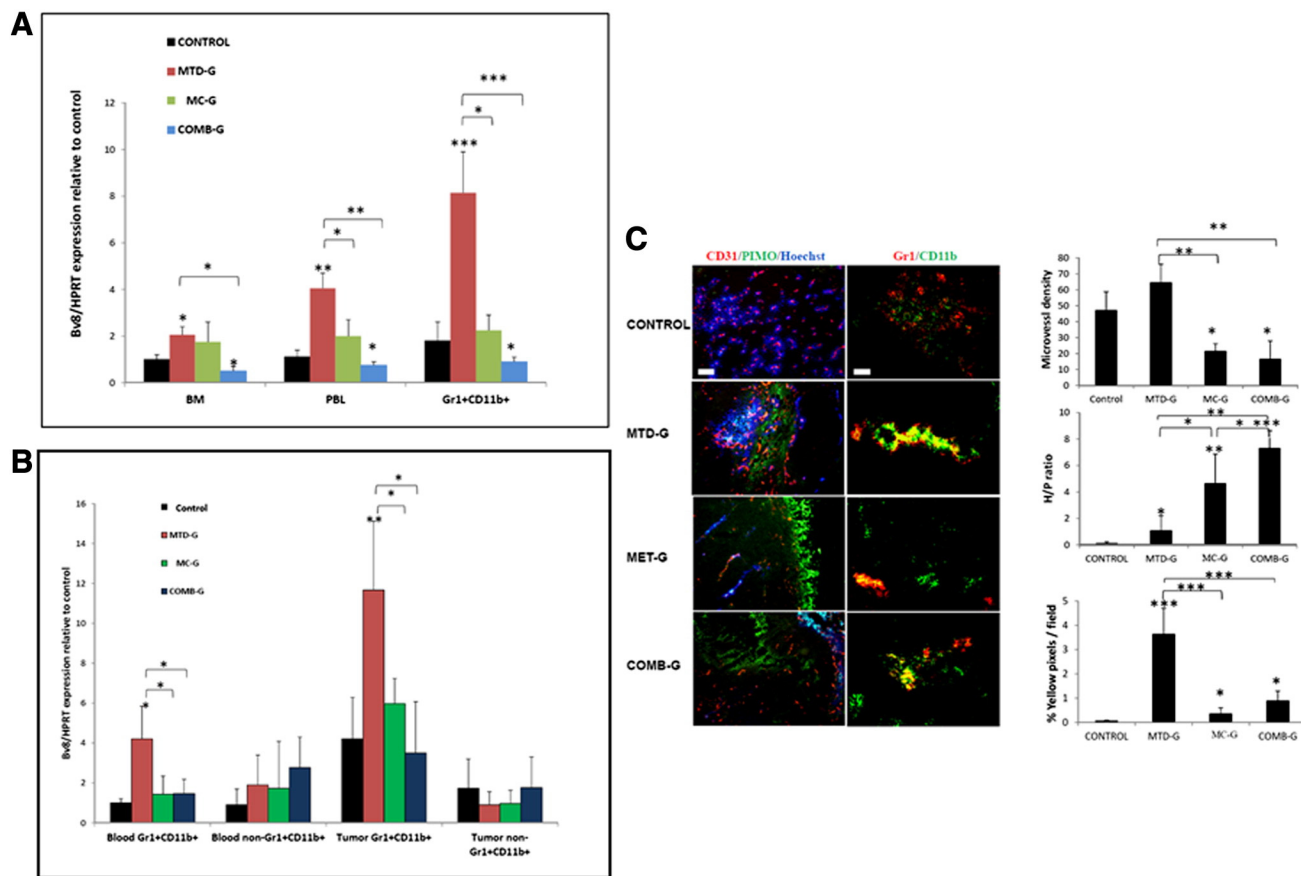 A
CONTROL
MTD-G
MC-G
COMB-G
Bv8/HPRT expression relative to control
12
10
8
6
4
2
0
***
*
***
**
*
**
*
*
*
*
*
*
BM
PBL
Gr1+CD11b+
B
Control
MTD-G
MC-G
COMB-G
Bv8/HPRT expression relative to control
16
14
12
10
8
6
4
2
0
*
*
**
*
*
*
Blood Gr1+CD11b+
Blood non-Gr1+CD11b+
Tumor Gr1+CD11b+
Tumor non-
Gr1+CD11b+
C
CD31/PIMO/Hoechst
Gr1/CD11b
CONTROL
MTD-G
MET-G
COMB-G
Microvessl density
80
70
60
50
40
30
20
10
0
**
**
*
*
Control
MTD-G
MC-G
COMB-G
H/P ratio
10
8
6
4
2
0
**
*
*
***
**
*
CONTROL
MTD-G
MC-G
COMB-G
% Yellow pixels / field
5
4
3
2
1
0
***
***
***
*
*
CONTROL
MTD-G
MC-G
COMB-G